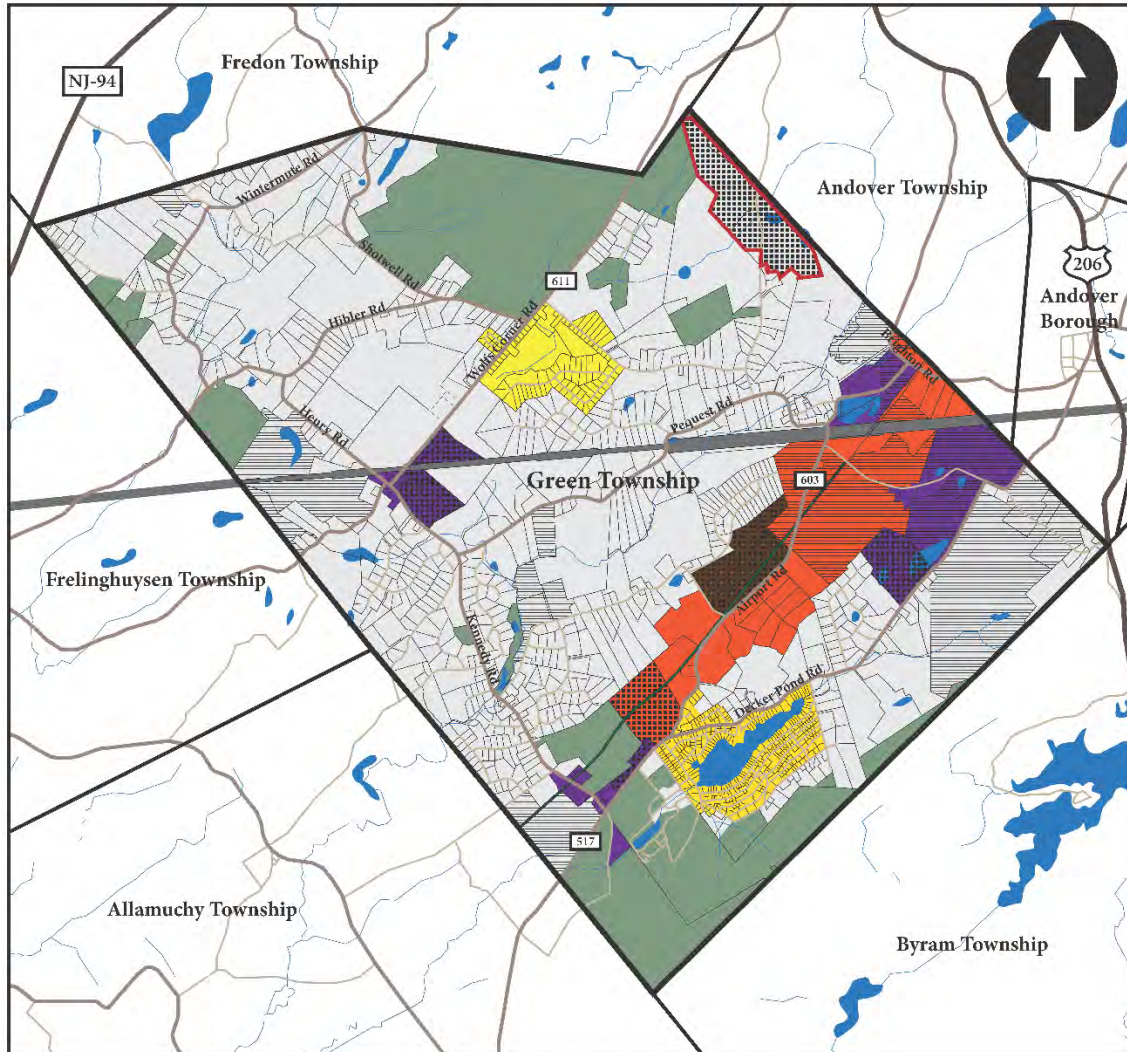 Fredon Township
NJ-94
Wintermute Rd
Andover Township
Shotwell Rd
206
611
Andover
Borough
Hibler Rd
Wolfs Corner Rd
Brighton Rd
Henry Rd
Pequest Rd
Green Township
603
Frelinghuysen Township
Airport Rd
Kennedy Rd
Decker Pond Rd
517
Allamuchy Township
Byram Township